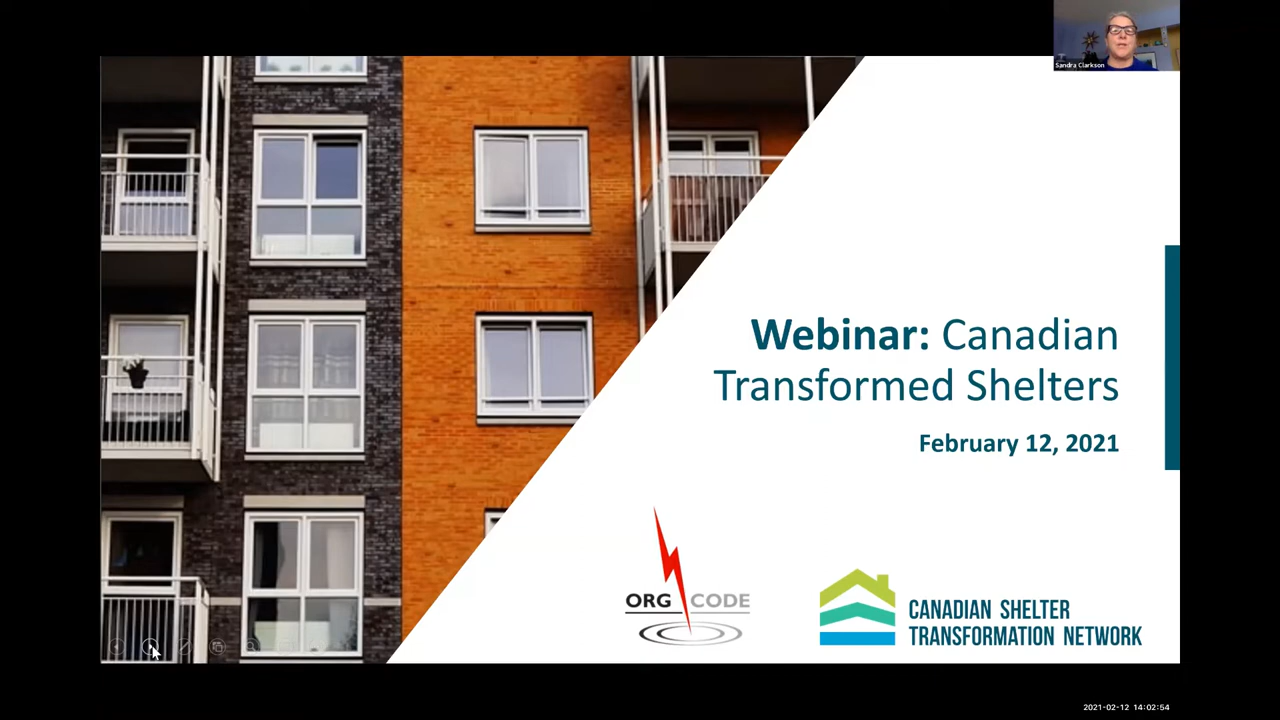 Sandra Clarkson
Webinar: Canadian
Transformed Shelters
February 12, 2021
ORG CODE
CANADIAN SHELTER
TRANSFORMATION NETWORK
2021-02-12 14:02:54